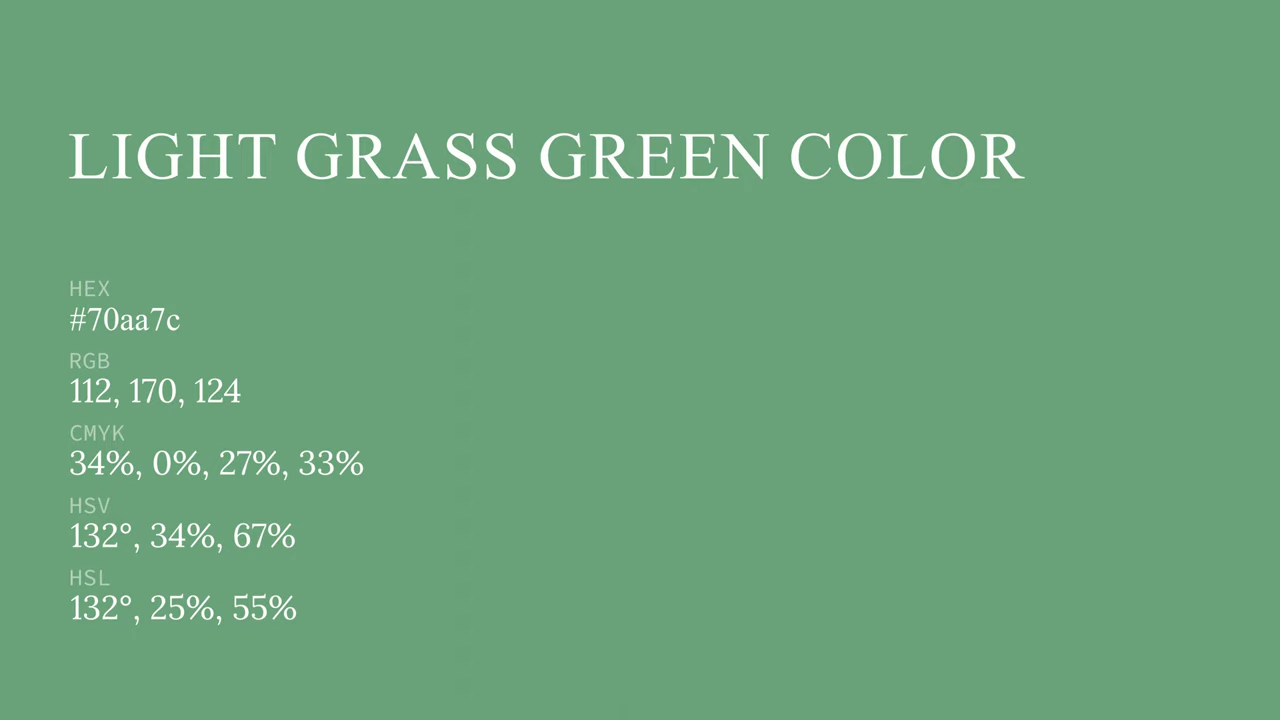 LIGHT GRASS GREEN COLOR
HEX
#70aa7c
RGB
112, 170, 124
CMYK
34%, 0%, 27%, 33%
HSV
132°, 34%, 67%
HSL
132°, 25%, 55%